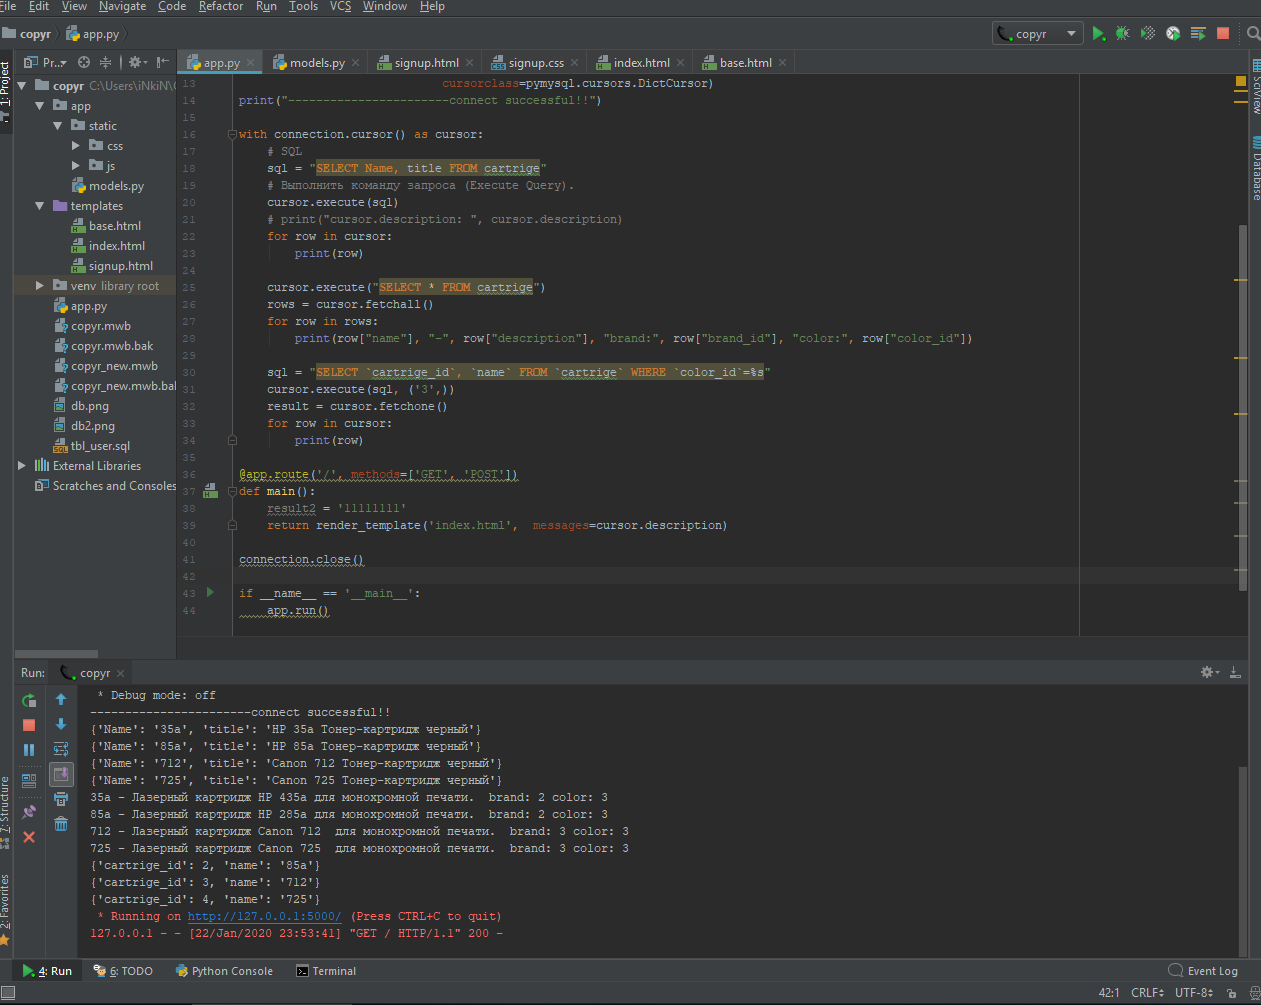 File Edit View Navigate Code Refactor Run Tools VCS Window Help
copyr app.py copyr
1: Project
Pr..
app.py models.py signup.html signup.css index.html base.html
copyr C:\Users\iNkiN\
app
static
css
js
models.py
templates
base.html
index.html
signup.html
venv library root
app.py
copyr.mwb
copyr.mwb.bak
copyr_new.mwb
copyr_new.mwb.bal
db.png
db2.png
tbl_user.sql
External Libraries
Scratches and Consoles
13 cursorclass=pymysql.cursors.DictCursor)
14 print("-----------------------connect successful!!")
15
16 with connection.cursor() as cursor:
17 # SQL
18 sql = "SELECT Name, title FROM cartrige"
19 # Выполнить команду запроса (Execute Query).
20 cursor.execute(sql)
21 # print("cursor.description: ", cursor.description)
22 for row in cursor:
23 print(row)
24
25 cursor.execute("SELECT * FROM cartrige")
26 rows = cursor.fetchall()
27 for row in rows:
28 print(row["name"], "-", row["description"], "brand:", row["brand_id"], "color:", row["color_id"])
29
30 sql = "SELECT `cartrige_id`, `name` FROM `cartrige` WHERE `color_id`=%s"
31 cursor.execute(sql, ('3',))
32 result = cursor.fetchone()
33 for row in cursor:
34 print(row)
35
36 @app.route('/', methods=['GET', 'POST'])
37 def main():
38 result2 = '11111111'
39 return render_template('index.html', messages=cursor.description)
40
41 connection.close()
42
43 if __name__ == '__main__':
44 app.run()
SciView
Database
Run: copyr
* Debug mode: off
-----------------------connect successful!!
{'Name': '35a', 'title': 'HP 35a Тонер-картридж черный'}
{'Name': '85a', 'title': 'HP 85a Тонер-картридж черный'}
{'Name': '712', 'title': 'Canon 712 Тонер-картридж черный'}
{'Name': '725', 'title': 'Canon 725 Тонер-картридж черный'}
35a - Лазерный картридж HP 435a для монохромной печати. brand: 2 color: 3
85a - Лазерный картридж HP 285a для монохромной печати. brand: 2 color: 3
712 - Лазерный картридж Canon 712 для монохромной печати. brand: 3 color: 3
725 - Лазерный картридж Canon 725 для монохромной печати. brand: 3 color: 3
{'cartrige_id': 2, 'name': '85a'}
{'cartrige_id': 3, 'name': '712'}
{'cartrige_id': 4, 'name': '725'}
* Running on http://127.0.0.1:5000/ (Press CTRL+C to quit)
127.0.0.1 - - [22/Jan/2020 23:53:41] "GET / HTTP/1.1" 200 -
7: Structure
2: Favorites
4: Run 6: TODO Python Console Terminal Event Log
42:1 CRLF UTF-8